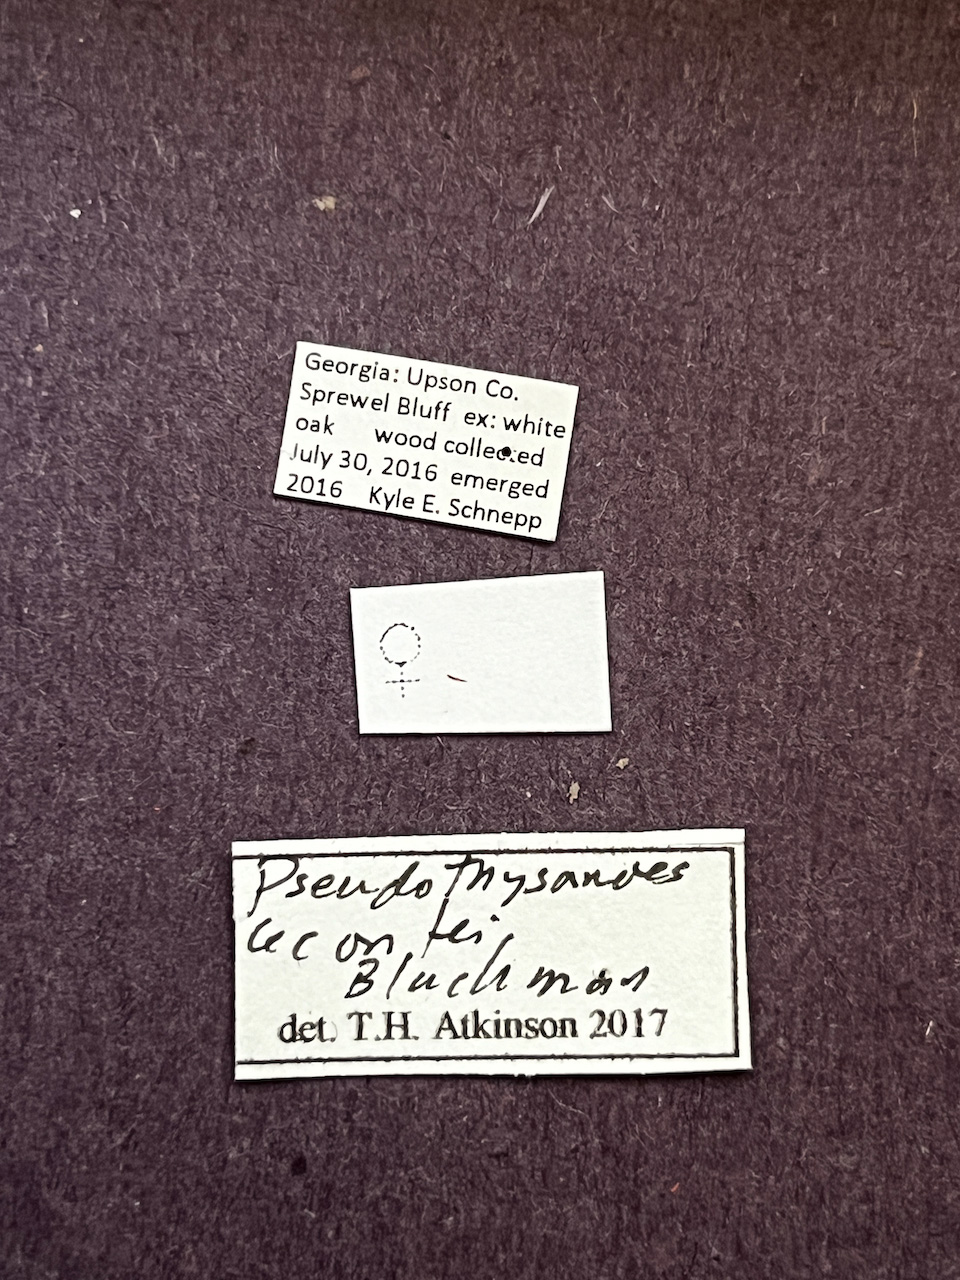 Georgia: Upson Co.
Sprewel Bluff ex: white
oak wood collected
July 30, 2016 emerged
2016 Kyle E. Schnepp
♀
Pseudothysanoes
lecontei
Blackman
det. T.H. Atkinson 2017